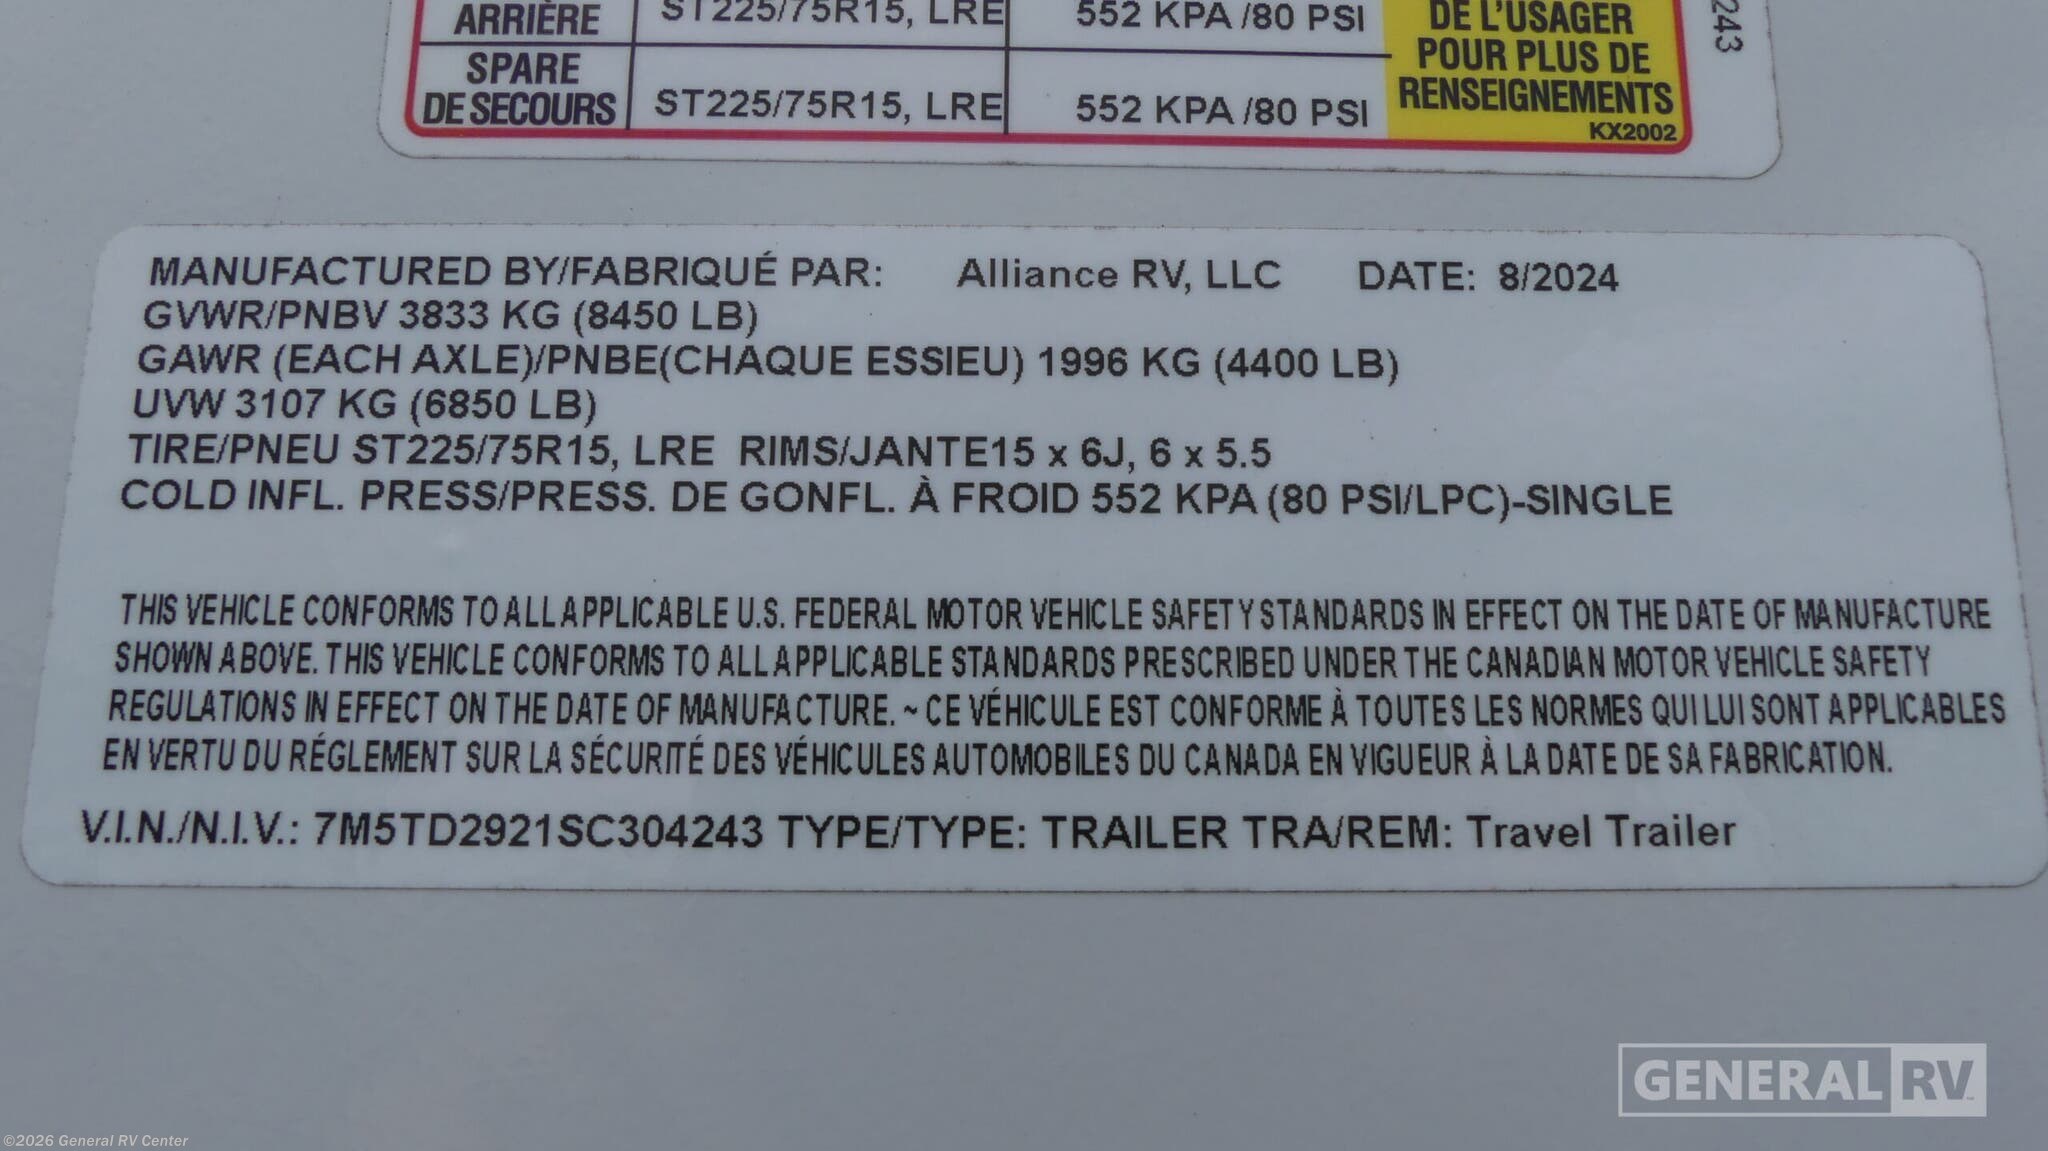 ARRIÈRE ST225/75R15, LRE 552 KPA /80 PSI
SPARE
DE SECOURS ST225/75R15, LRE 552 KPA /80 PSI
DE L'USAGER
POUR PLUS DE
RENSEIGNEMENTS
KX2002
243
MANUFACTURED BY/FABRIQUÉ PAR: Alliance RV, LLC DATE: 8/2024
GVWR/PNBV 3833 KG (8450 LB)
GAWR (EACH AXLE)/PNBE(CHAQUE ESSIEU) 1996 KG (4400 LB)
UVW 3107 KG (6850 LB)
TIRE/PNEU ST225/75R15, LRE RIMS/JANTE15 x 6J, 6 x 5.5
COLD INFL. PRESS/PRESS. DE GONFL. À FROID 552 KPA (80 PSI/LPC)-SINGLE
THIS VEHICLE CONFORMS TO ALL APPLICABLE U.S. FEDERAL MOTOR VEHICLE SAFETY STANDARDS IN EFFECT ON THE DATE OF MANUFACTURE
SHOWN ABOVE. THIS VEHICLE CONFORMS TO ALL APPLICABLE STANDARDS PRESCRIBED UNDER THE CANADIAN MOTOR VEHICLE SAFETY
REGULATIONS IN EFFECT ON THE DATE OF MANUFACTURE. ~ CE VÉHICULE EST CONFORME À TOUTES LES NORMES QUI LUI SONT APPLICABLES
EN VERTU DU RÉGLEMENT SUR LA SÉCURITÉ DES VÉHICULES AUTOMOBILES DU CANADA EN VIGUEUR À LA DATE DE SA FABRICATION.
V.I.N./N.I.V.: 7M5TD2921SC304243 TYPE/TYPE: TRAILER TRA/REM: Travel Trailer
GENERAL RV
©2026 General RV Center